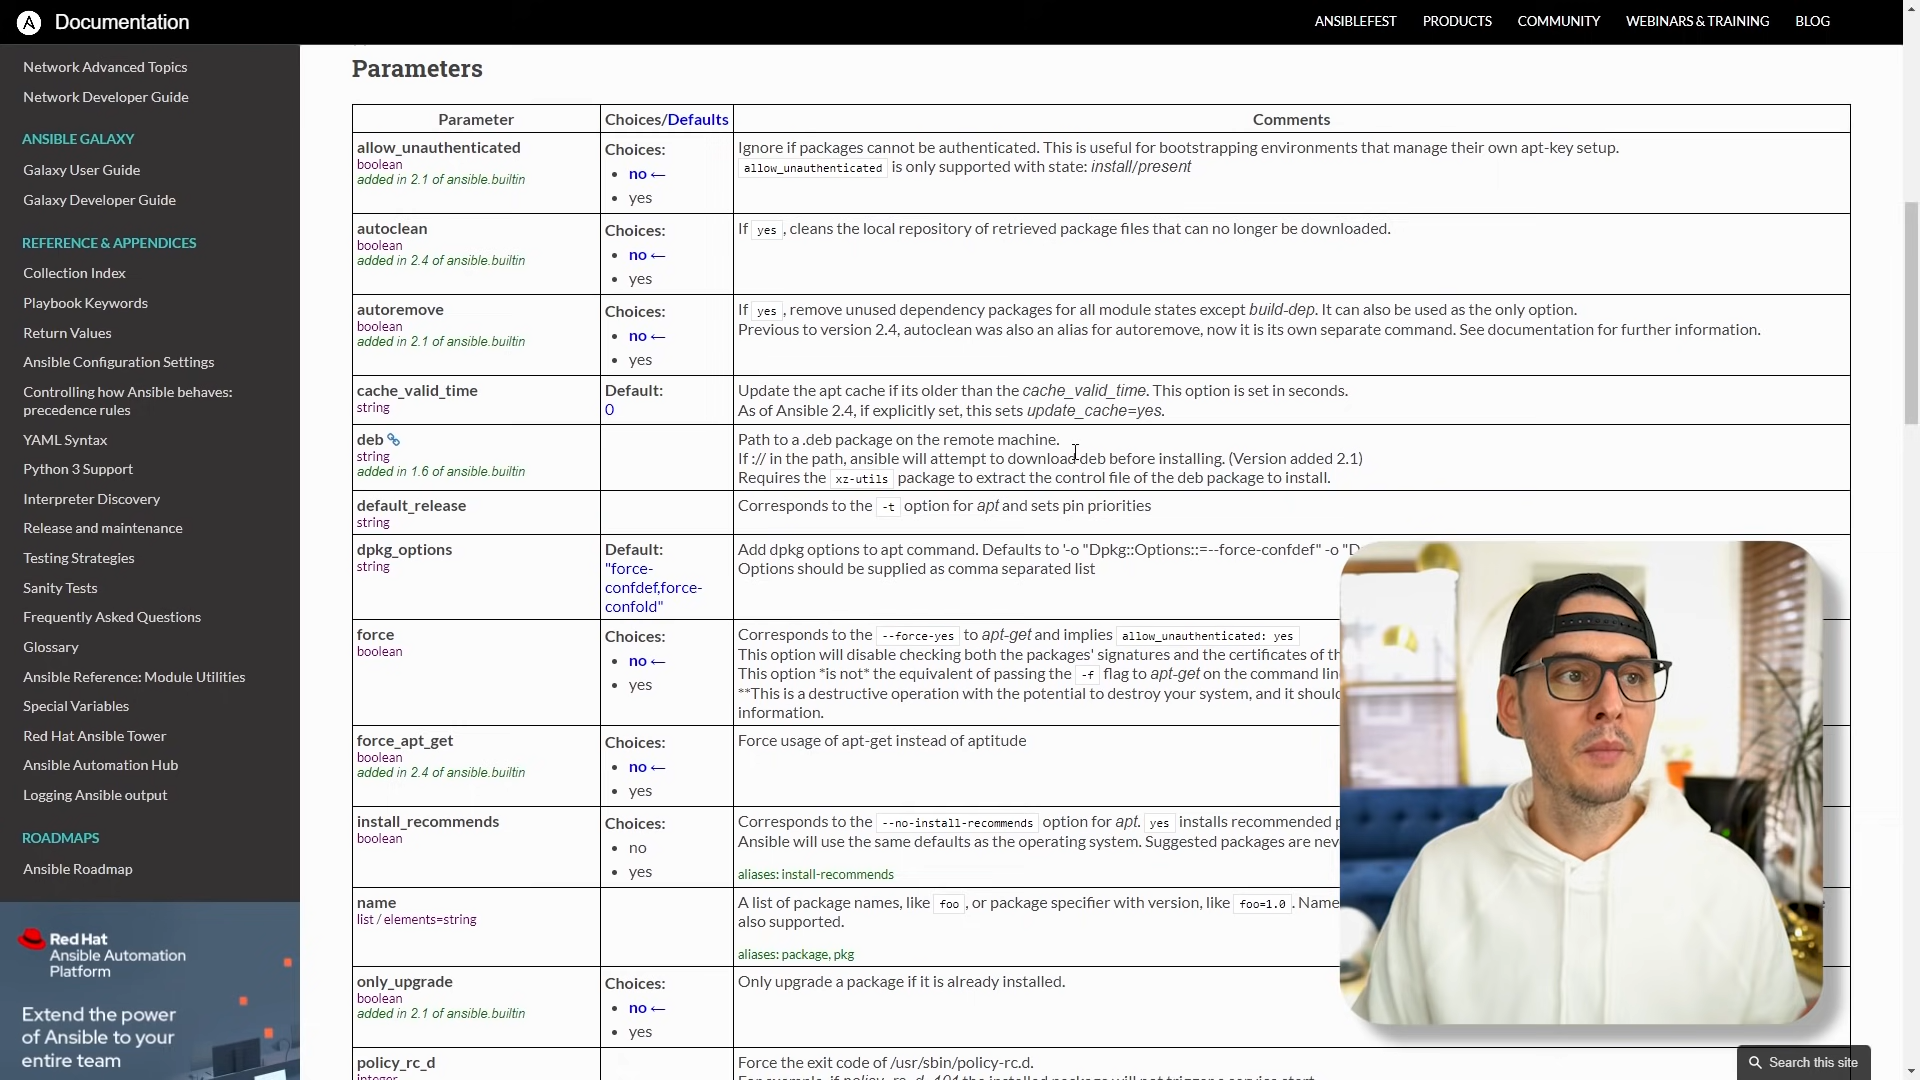 Documentation
ANSIBLEFEST PRODUCTS COMMUNITY WEBINARS & TRAINING BLOG
Network Advanced Topics
Network Developer Guide
ANSIBLE GALAXY
Galaxy User Guide
Galaxy Developer Guide
REFERENCE & APPENDICES
Collection Index
Playbook Keywords
Return Values
Ansible Configuration Settings
Controlling how Ansible behaves:
precedence rules
YAML Syntax
Python 3 Support
Interpreter Discovery
Release and maintenance
Testing Strategies
Sanity Tests
Frequently Asked Questions
Glossary
Ansible Reference: Module Utilities
Special Variables
Red Hat Ansible Tower
Ansible Automation Hub
Logging Ansible output
ROADMAPS
Ansible Roadmap
Red Hat
Ansible Automation
Platform
Extend the power
of Ansible to your
entire team
Parameters
Parameter Choices/Defaults Comments
allow_unauthenticated
boolean
added in 2.1 of ansible.builtin
Choices:
• no ←
• yes
Ignore if packages cannot be authenticated. This is useful for bootstrapping environments that manage their own apt-key setup.
allow_unauthenticated is only supported with state: install/present
autoclean
boolean
added in 2.4 of ansible.builtin
Choices:
• no ←
• yes
If yes, cleans the local repository of retrieved package files that can no longer be downloaded.
autoremove
boolean
added in 2.1 of ansible.builtin
Choices:
• no ←
• yes
If yes, remove unused dependency packages for all module states except build-dep. It can also be used as the only option.
Previous to version 2.4, autoclean was also an alias for autoremove, now it is its own separate command. See documentation for further information.
cache_valid_time
string
Default:
0
Update the apt cache if its older than the cache_valid_time. This option is set in seconds.
As of Ansible 2.4, if explicitly set, this sets update_cache=yes.
deb
string
added in 1.6 of ansible.builtin
Path to a .deb package on the remote machine.
If :// in the path, ansible will attempt to download deb before installing. (Version added 2.1)
Requires the xz-utils package to extract the control file of the deb package to install.
default_release
string
Corresponds to the -t option for apt and sets pin priorities
dpkg_options
string
Default:
"force-
confdef,force-
confold"
Add dpkg options to apt command. Defaults to '-o "Dpkg::Options::=--force-confdef" -o "D
Options should be supplied as comma separated list
force
boolean
Choices:
• no ←
• yes
Corresponds to the --force-yes to apt-get and implies allow_unauthenticated: yes
This option will disable checking both the packages' signatures and the certificates of th
This option *is not* the equivalent of passing the -f flag to apt-get on the command lin
**This is a destructive operation with the potential to destroy your system, and it shoul
information.
force_apt_get
boolean
added in 2.4 of ansible.builtin
Choices:
• no ←
• yes
Force usage of apt-get instead of aptitude
install_recommends
boolean
Choices:
• no
• yes
Corresponds to the --no-install-recommends option for apt. yes installs recommended p
Ansible will use the same defaults as the operating system. Suggested packages are nev
aliases: install-recommends
name
list / elements=string
A list of package names, like foo, or package specifier with version, like foo=1.0. Name
also supported.
aliases: package, pkg
only_upgrade
boolean
added in 2.1 of ansible.builtin
Choices:
• no ←
• yes
Only upgrade a package if it is already installed.
policy_rc_d
integer
Force the exit code of /usr/sbin/policy-rc.d.
For example, if policy_rc_d=101 the installed package will not trigger a service start.
Search this site